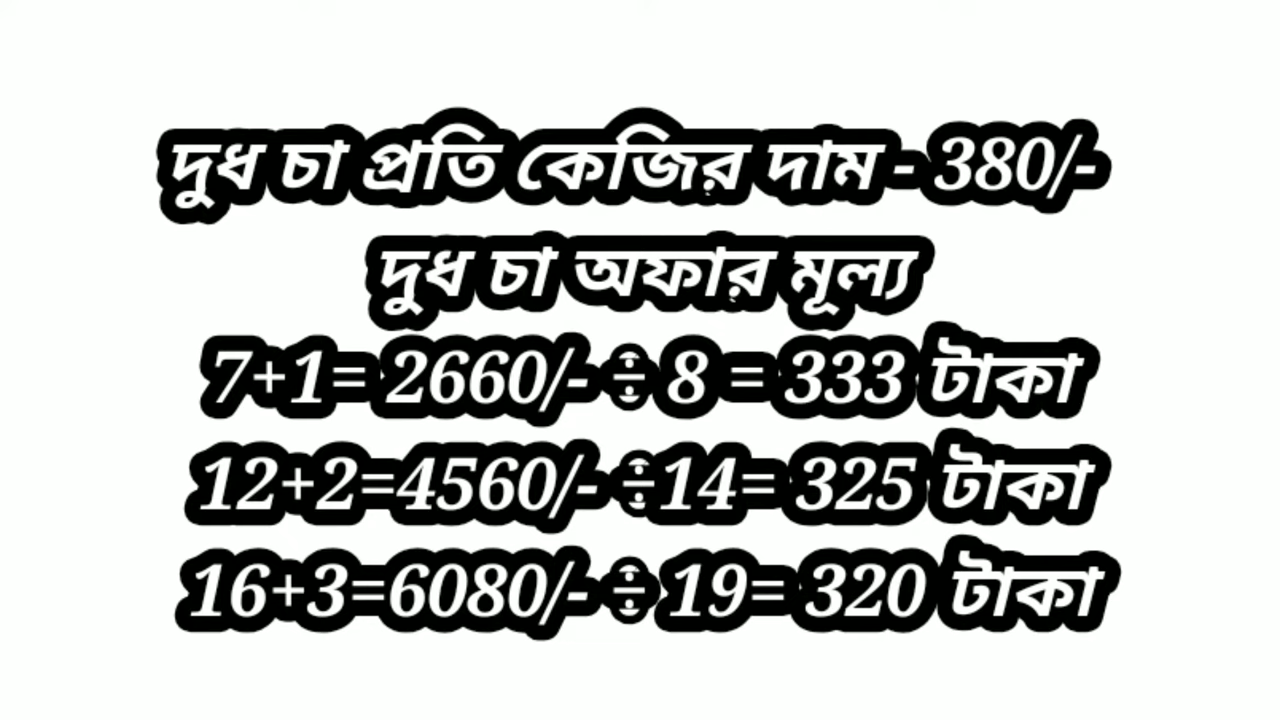 দুধ চা প্রতি কেজির দাম - 380/-
দুধ চা অফার মূল্য
7+1= 2660/- ÷ 8 = 333 টাকা
12+2=4560/- ÷14= 325 টাকা
16+3=6080/- ÷ 19= 320 টাকা